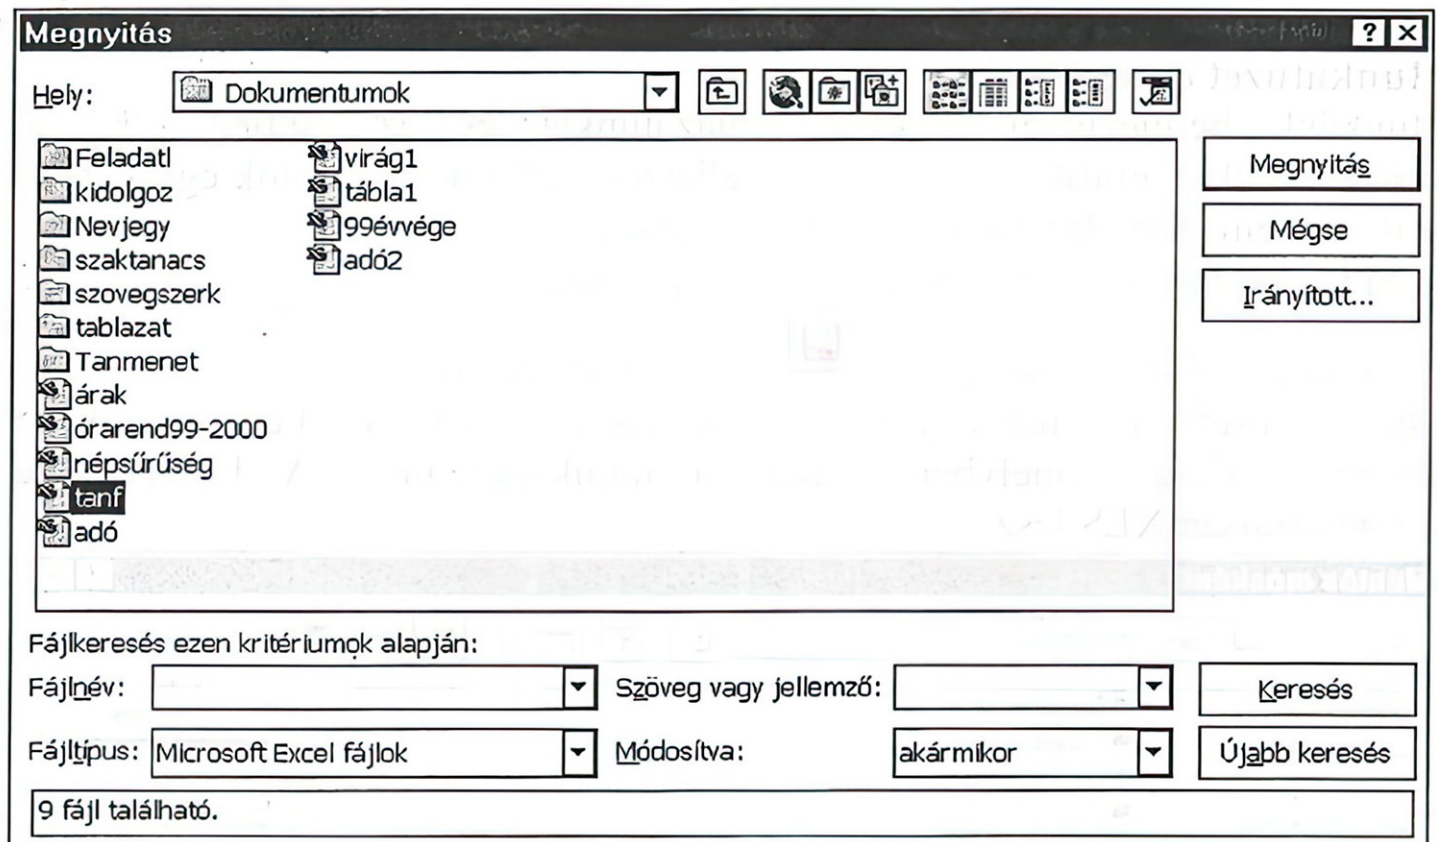 Megnyitás
Hely: Dokumentumok
Feladatl
kidolgoz
Nevjegy
szaktanacs
szovegszerk
tablazat
Tanmenet
árak
órarend99-2000
népsűrűség
tanf
adó
virág1
tábla1
99évvége
adó2
Megnyitás
Mégse
Irányított...
Fájlkeresés ezen kritériumok alapján:
Fájlnév: Szöveg vagy jellemző: Keresés
Fájltípus: Microsoft Excel fájlok Módosítva: akármikor Újabb keresés
9 fájl található.